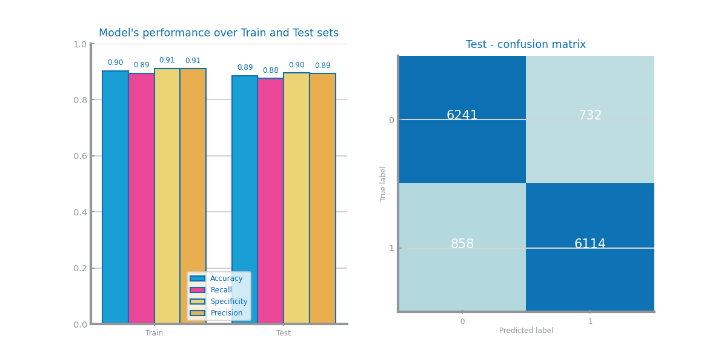 Model's performance over Train and Test sets
1.0
0.8
0.6
0.4
0.2
0.0
0.90 0.89 0.91 0.91
0.89 0.88 0.90 0.89
Accuracy
Recall
Specificity
Precision
Train Test
Test - confusion matrix
True label
0
1
6241 732
858 6114
0 1
Predicted label